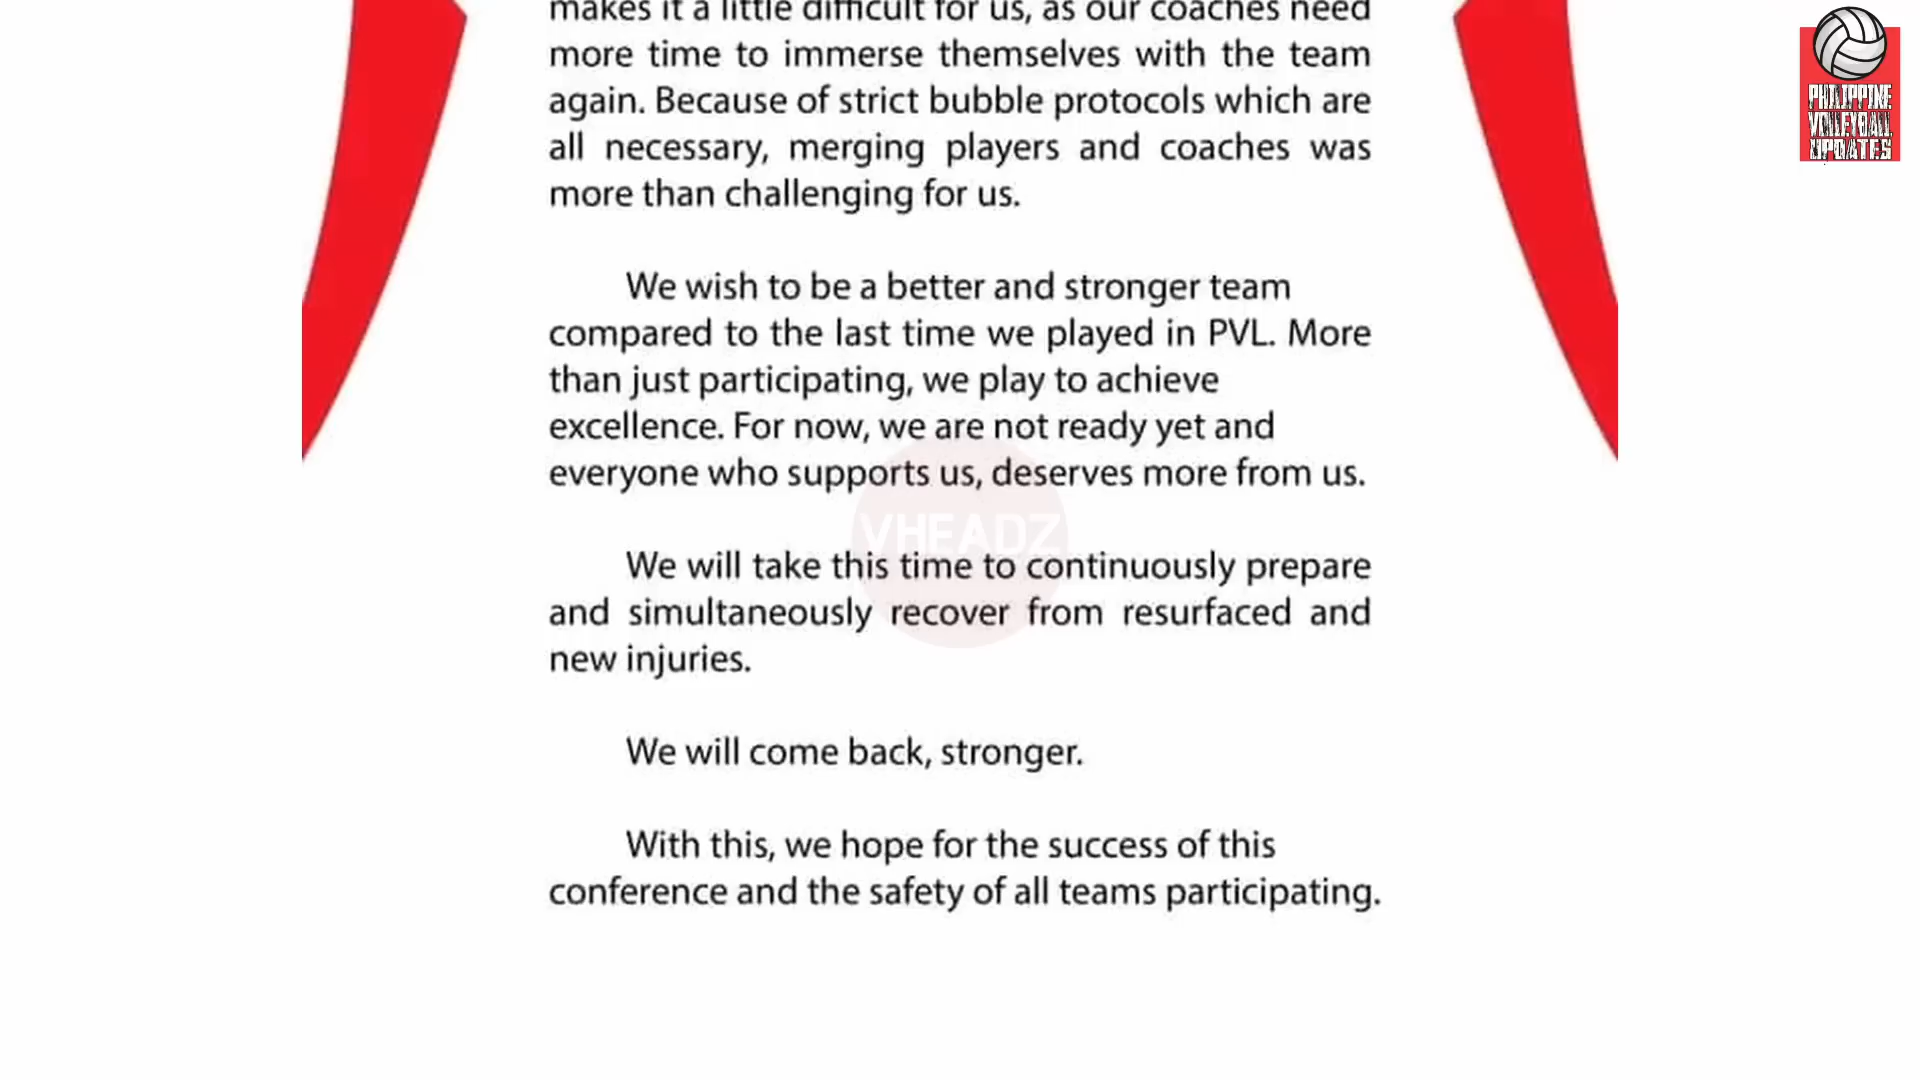 makes it a little difficult for us, as our coaches need
more time to immerse themselves with the team
again. Because of strict bubble protocols which are
all necessary, merging players and coaches was
more than challenging for us.
We wish to be a better and stronger team
compared to the last time we played in PVL. More
than just participating, we play to achieve
excellence. For now, we are not ready yet and
everyone who supports us, deserves more from us.
VHEADZ
We will take this time to continuously prepare
and simultaneously recover from resurfaced and
new injuries.
We will come back, stronger.
With this, we hope for the success of this
conference and the safety of all teams participating.
PHILIPPINE
VOLLEYBALL
UPDATES